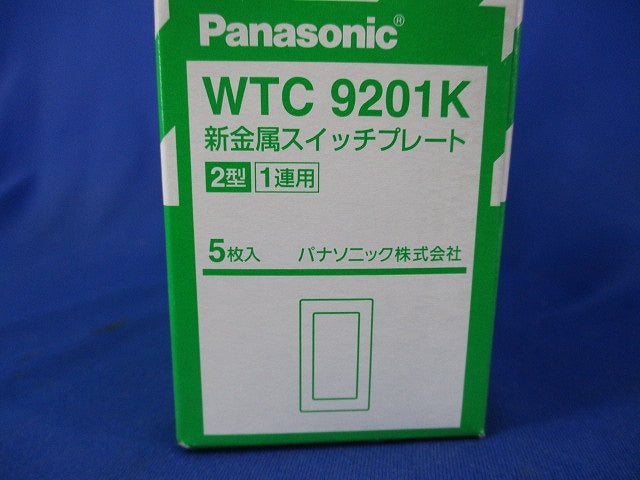 Panasonic®
WTC 9201K
新金属スイッチプレート
2型 1連用
5枚入 パナソニック株式会社